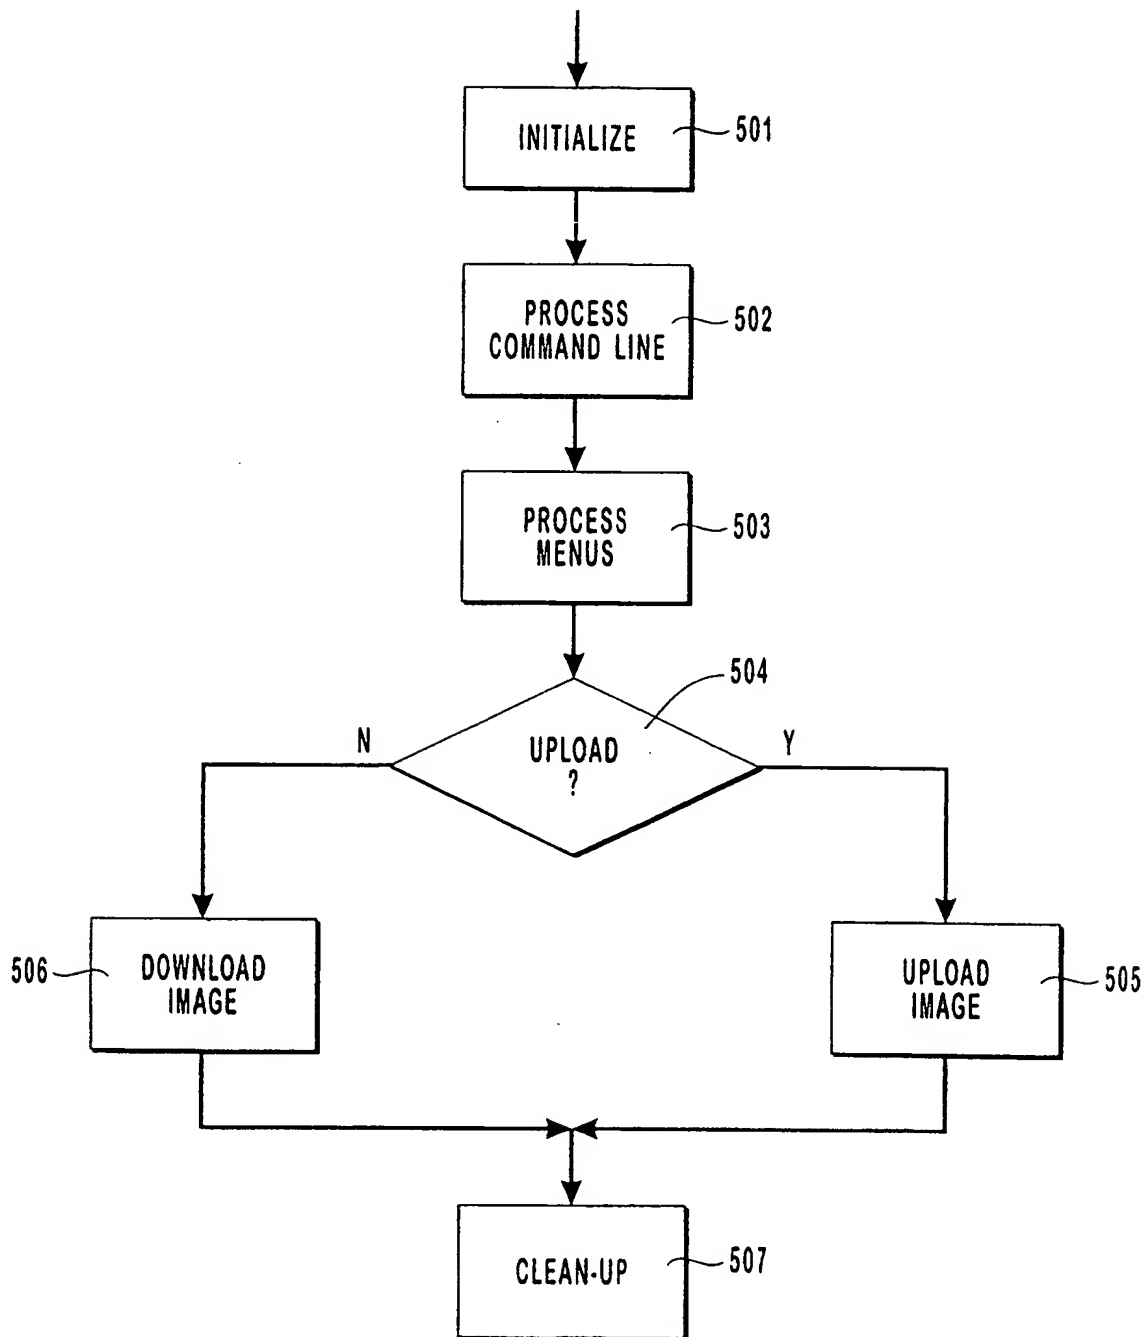 INITIALIZE
501
PROCESS
COMMAND LINE
502
PROCESS
MENUS
503
504
N
UPLOAD
?
Y
506
DOWNLOAD
IMAGE
UPLOAD
IMAGE
505
CLEAN-UP
507